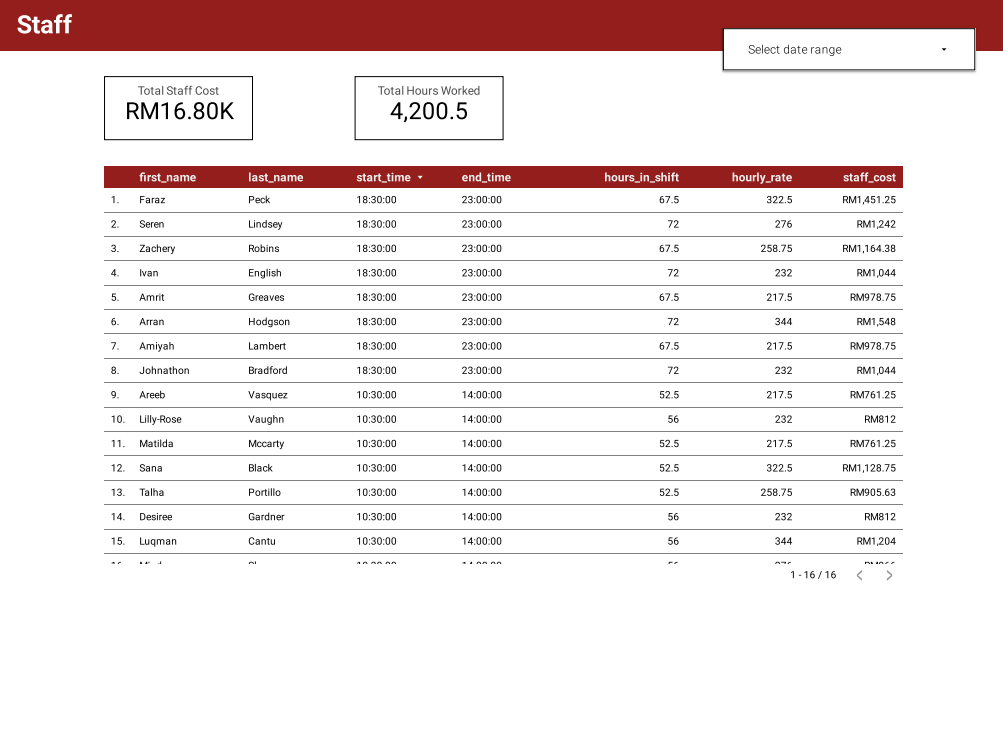 Staff
Select date range
Total Staff Cost
RM16.80K
Total Hours Worked
4,200.5
first_name last_name start_time end_time hours_in_shift hourly_rate staff_cost
1. Faraz Peck 18:30:00 23:00:00 67.5 322.5 RM1,451.25
2. Seren Lindsey 18:30:00 23:00:00 72 276 RM1,242
3. Zachery Robins 18:30:00 23:00:00 67.5 258.75 RM1,164.38
4. Ivan English 18:30:00 23:00:00 72 232 RM1,044
5. Amrit Greaves 18:30:00 23:00:00 67.5 217.5 RM978.75
6. Arran Hodgson 18:30:00 23:00:00 72 344 RM1,548
7. Amiyah Lambert 18:30:00 23:00:00 67.5 217.5 RM978.75
8. Johnathon Bradford 18:30:00 23:00:00 72 232 RM1,044
9. Areeb Vasquez 10:30:00 14:00:00 52.5 217.5 RM761.25
10. Lilly-Rose Vaughn 10:30:00 14:00:00 56 232 RM812
11. Matilda Mccarty 10:30:00 14:00:00 52.5 217.5 RM761.25
12. Sana Black 10:30:00 14:00:00 52.5 322.5 RM1,128.75
13. Talha Portillo 10:30:00 14:00:00 52.5 258.75 RM905.63
14. Desiree Gardner 10:30:00 14:00:00 56 232 RM812
15. Luqman Cantu 10:30:00 14:00:00 56 344 RM1,204
1 - 16 / 16